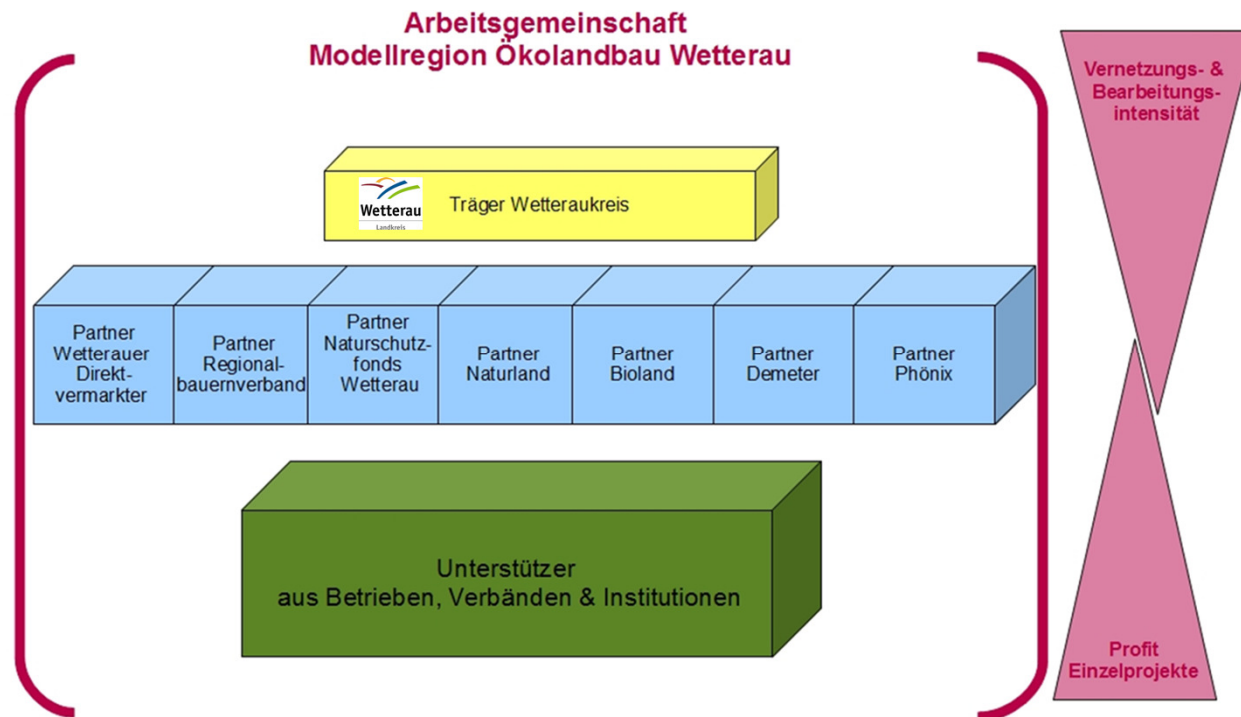 Arbeitsgemeinschaft
Modellregion Ökolandbau Wetterau
Vernetzungs- &
Bearbeitungs-
intensität
Wetterau
Landkreis
Träger Wetteraukreis
Partner
Wetterauer
Direkt-
vermarkter
Partner
Regional-
bauernverband
Partner
Naturschutz-
fonds
Wetterau
Partner
Naturland
Partner
Bioland
Partner
Demeter
Partner
Phönix
Unterstützer
aus Betrieben, Verbänden & Institutionen
Profit
Einzelprojekte